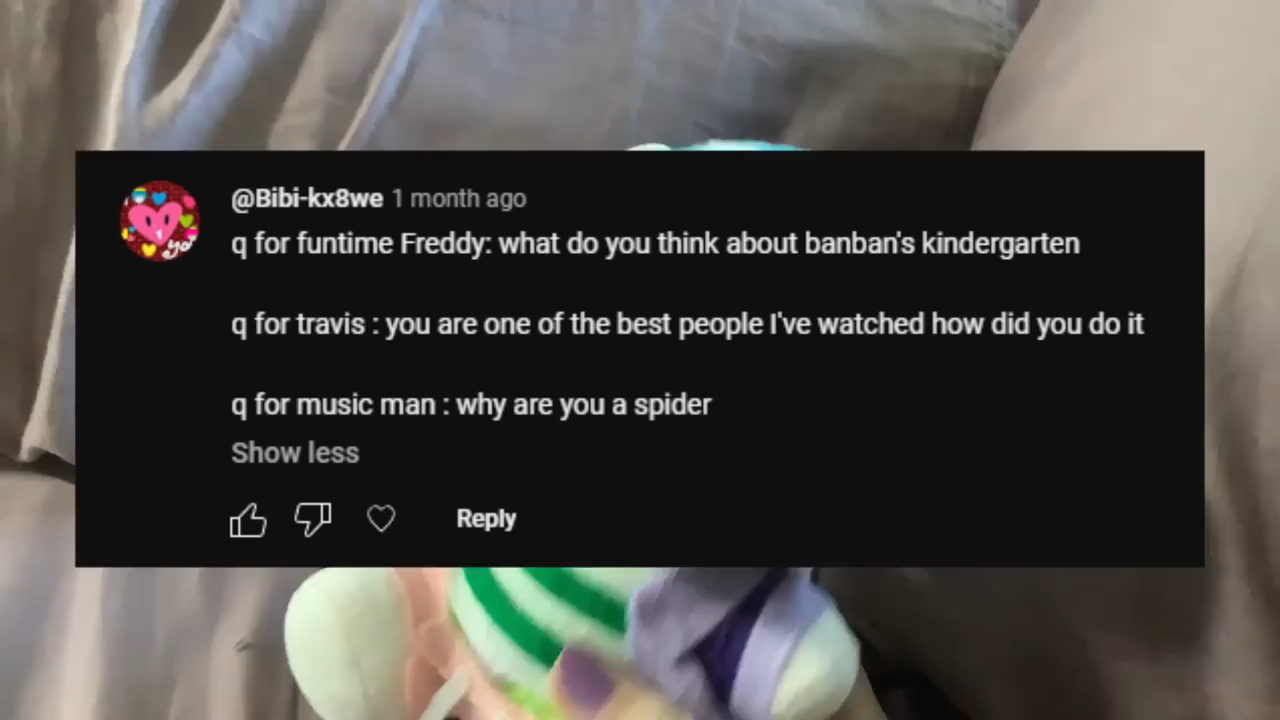 @Bibi-kx8we 1 month ago
q for funtime Freddy: what do you think about banban's kindergarten
q for travis : you are one of the best people I've watched how did you do it
q for music man : why are you a spider
Show less
Reply